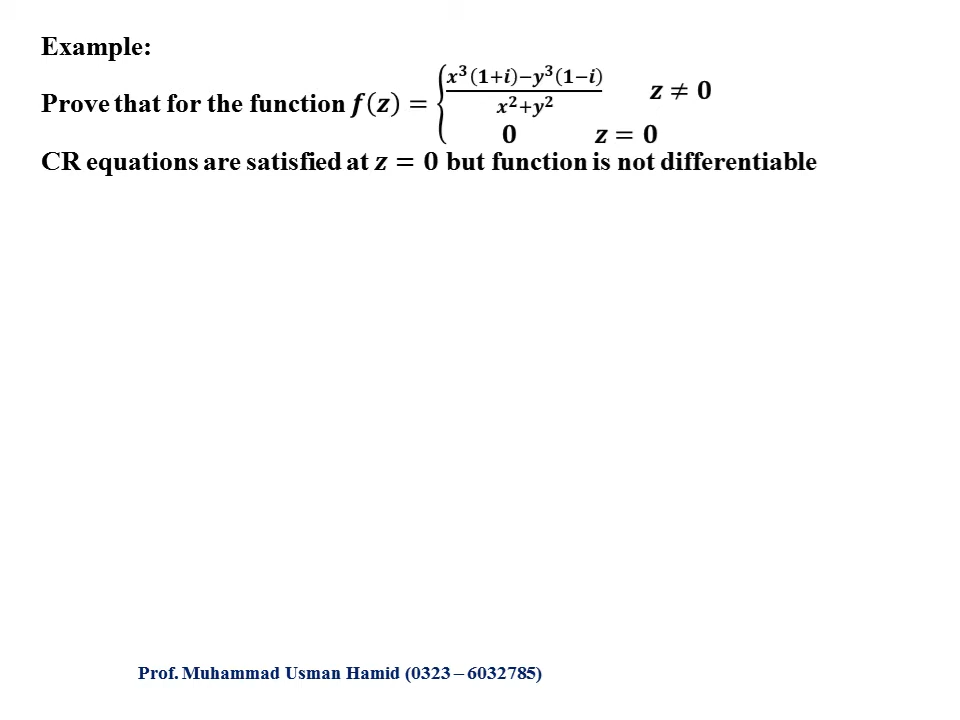 Example:
Prove that for the function f(z) = { x³(1+i)−y³(1−i) / x²+y²   z ≠ 0
0   z = 0
CR equations are satisfied at z = 0 but function is not differentiable
Prof. Muhammad Usman Hamid (0323 – 6032785)